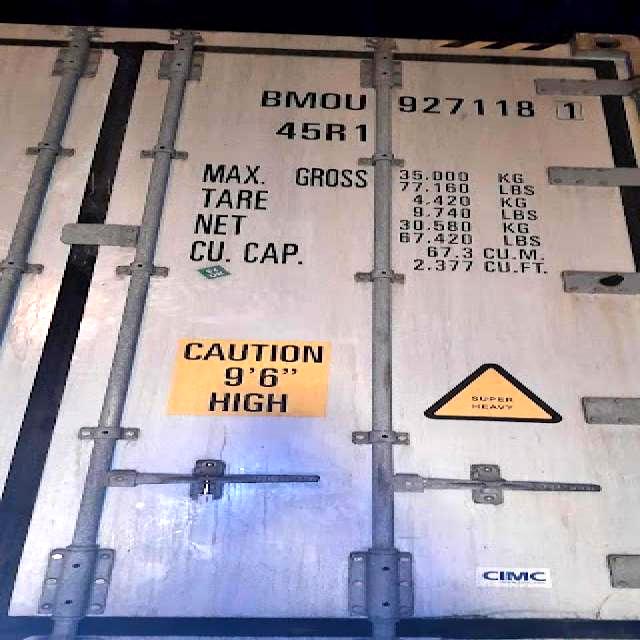 BMOU 927118 1
45R1
MAX. GROSS 35.000 KG
77.160 LBS
TARE 4.420 KG
9.740 LBS
NET 30.580 KG
67.420 LBS
CU. CAP. 67,3 CU.M.
2.377 CU.FT.
CAUTION
9'6"
HIGH
SUPER
HEAVY
CIMC